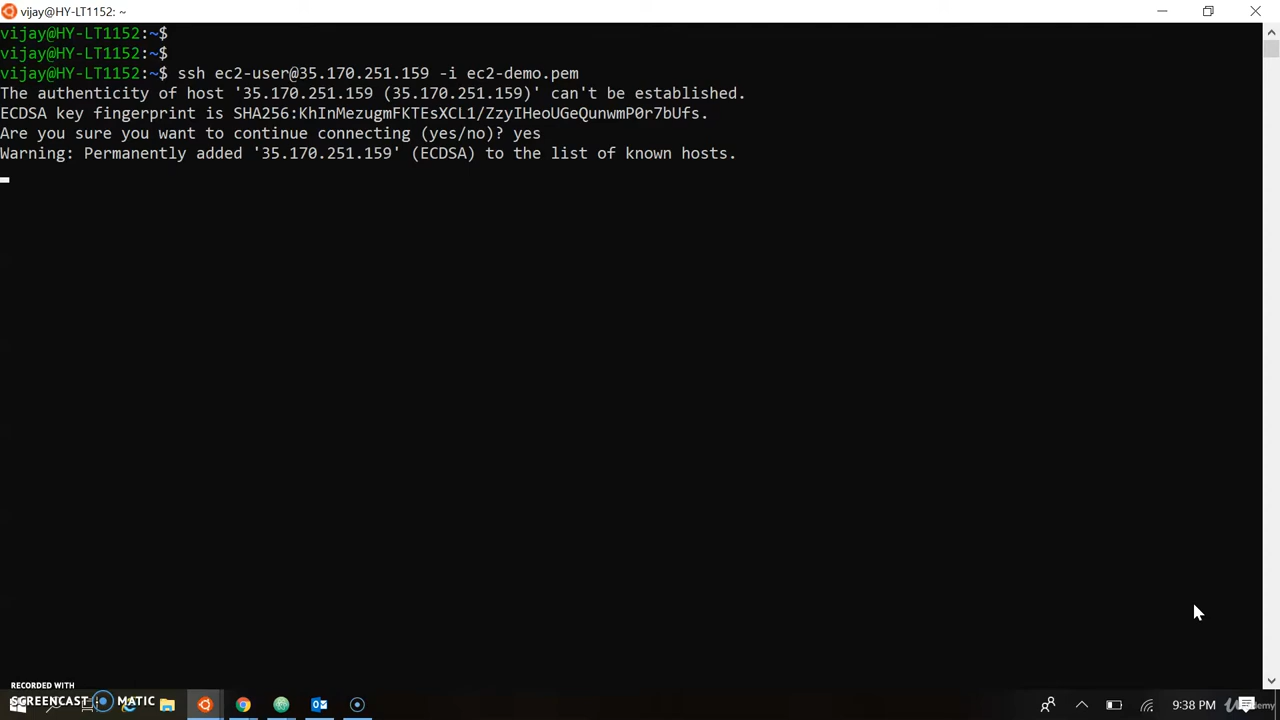 vijay@HY-LT1152: ~
vijay@HY-LT1152:~$
vijay@HY-LT1152:~$
vijay@HY-LT1152:~$ ssh ec2-user@35.170.251.159 -i ec2-demo.pem
The authenticity of host '35.170.251.159 (35.170.251.159)' can't be established.
ECDSA key fingerprint is SHA256:KhInMezugmFKTEsXCL1/ZzyIHeoUGeQunwmP0r7bUfs.
Are you sure you want to continue connecting (yes/no)? yes
Warning: Permanently added '35.170.251.159' (ECDSA) to the list of known hosts.
RECORDED WITH
SCREENCAST MATIC
9:38 PM
Udemy